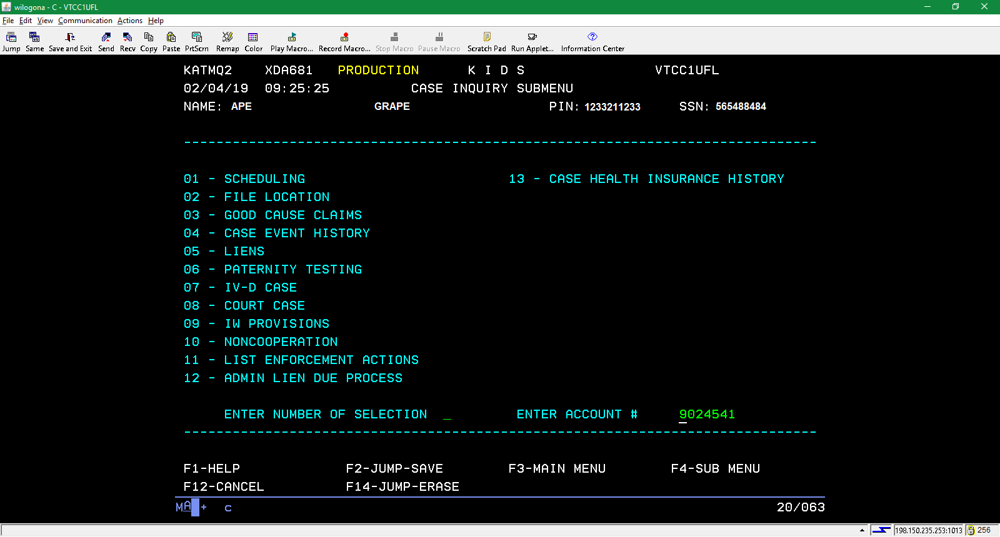 wilogona - C - VTCC1UFL
File Edit View Communication Actions Help
Jump Same Save and Exit Send Recv Copy Paste PrtScrn Remap Color Play Macro... Record Macro... Stop Macro Pause Macro Scratch Pad Run Applet... Information Center
KATMQ2 XDA681 PRODUCTION K I D S VTCC1UFL
02/04/19 09:25:25 CASE INQUIRY SUBMENU
NAME: APE GRAPE PIN: 1233211233 SSN: 565488484
------------------------------------------------------------------------------
01 - SCHEDULING 13 - CASE HEALTH INSURANCE HISTORY
02 - FILE LOCATION
03 - GOOD CAUSE CLAIMS
04 - CASE EVENT HISTORY
05 - LIENS
06 - PATERNITY TESTING
07 - IV-D CASE
08 - COURT CASE
09 - IW PROVISIONS
10 - NONCOOPERATION
11 - LIST ENFORCEMENT ACTIONS
12 - ADMIN LIEN DUE PROCESS
ENTER NUMBER OF SELECTION _ ENTER ACCOUNT # 9024541
------------------------------------------------------------------------------
F1-HELP F2-JUMP-SAVE F3-MAIN MENU F4-SUB MENU
F12-CANCEL F14-JUMP-ERASE
MA + C 20/063
198.150.235.253:1013 256